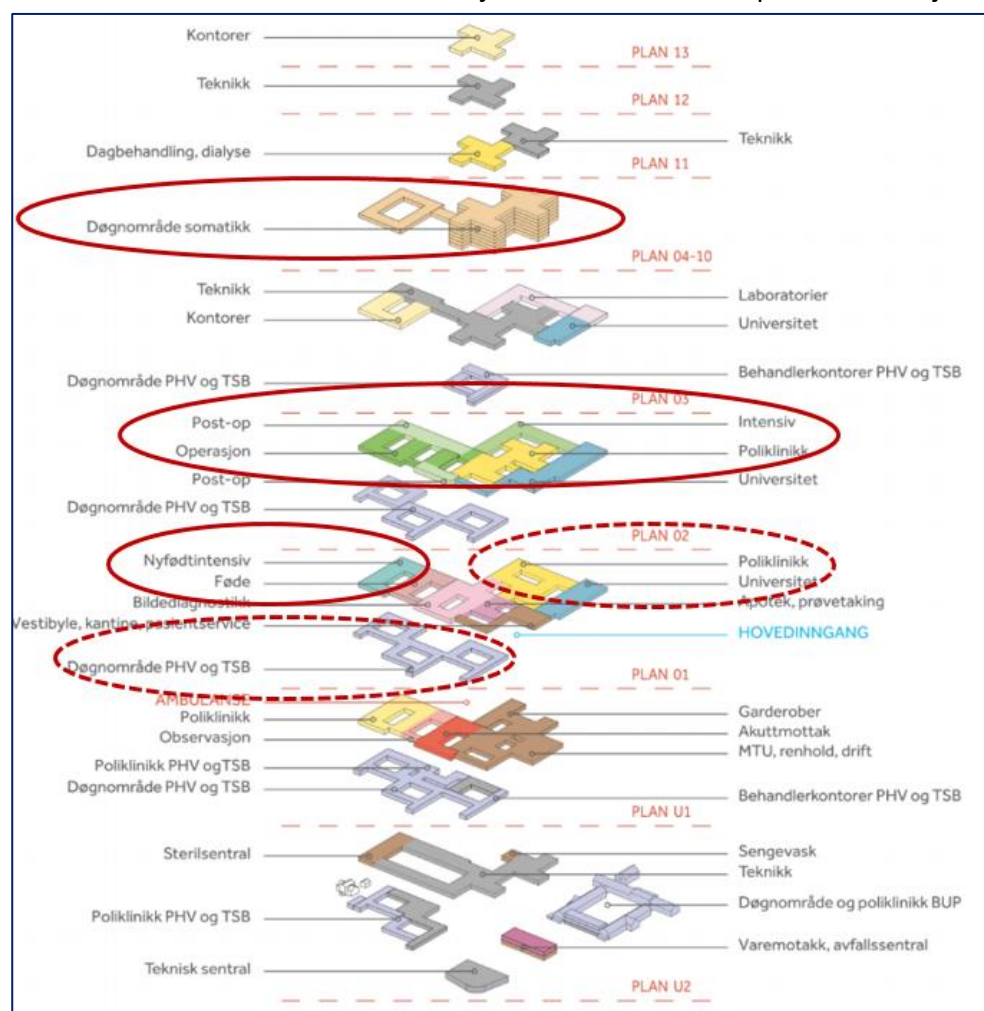 Kontorer
PLAN 13
Teknikk
PLAN 12
Teknikk
Dagbehandling, dialyse
PLAN 11
Døgnområde somatikk
PLAN 04-10
Teknikk
Laboratorier
Kontorer
Universitet
Døgnområde PHV og TSB
Behandlerkontorer PHV og TSB
PLAN 03
Post-op
Intensiv
Operasjon
Poliklinikk
Post-op
Universitet
Døgnområde PHV og TSB
PLAN 02
Nyfødtintensiv
Poliklinikk
Føde
Universitet
Bildediagnostikk
Apotek, prøvetaking
Vestibyle, kantine, pasientservice
HOVEDINNGANG
Døgnområde PHV og TSB
PLAN 01
AMBULANSE
Garderober
Poliklinikk
Akuttmottak
Observasjon
MTU, renhold, drift
Poliklinikk PHV ogTSB
Døgnområde PHV og TSB
Behandlerkontorer PHV og TSB
PLAN U1
Sterilsentral
Sengevask
Teknikk
Døgnområde og poliklinikk BUP
Poliklinikk PHV og TSB
Varemotakk, avfallssentral
Teknisk sentral
PLAN U2